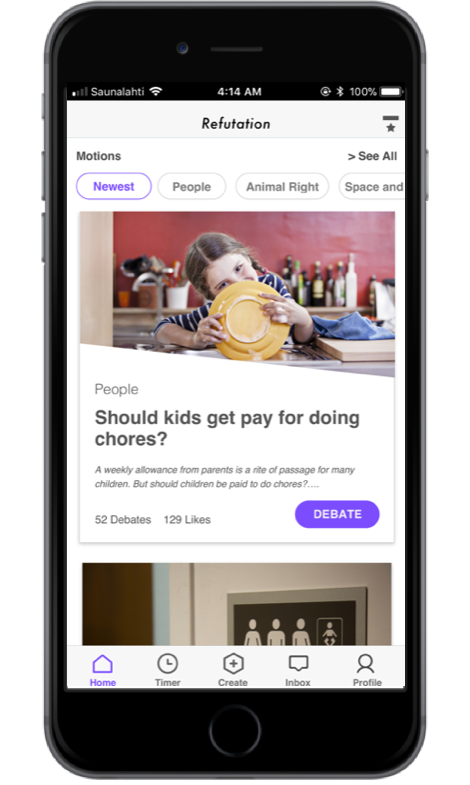 Saunalahti 4:14 AM 100%
Refutation
Motions > See All
Newest People Animal Right Space and
People
Should kids get pay for doing
chores?
A weekly allowance from parents is a rite of passage for many
children. But should children be paid to do chores?....
52 Debates 129 Likes DEBATE
Home Timer Create Inbox Profile